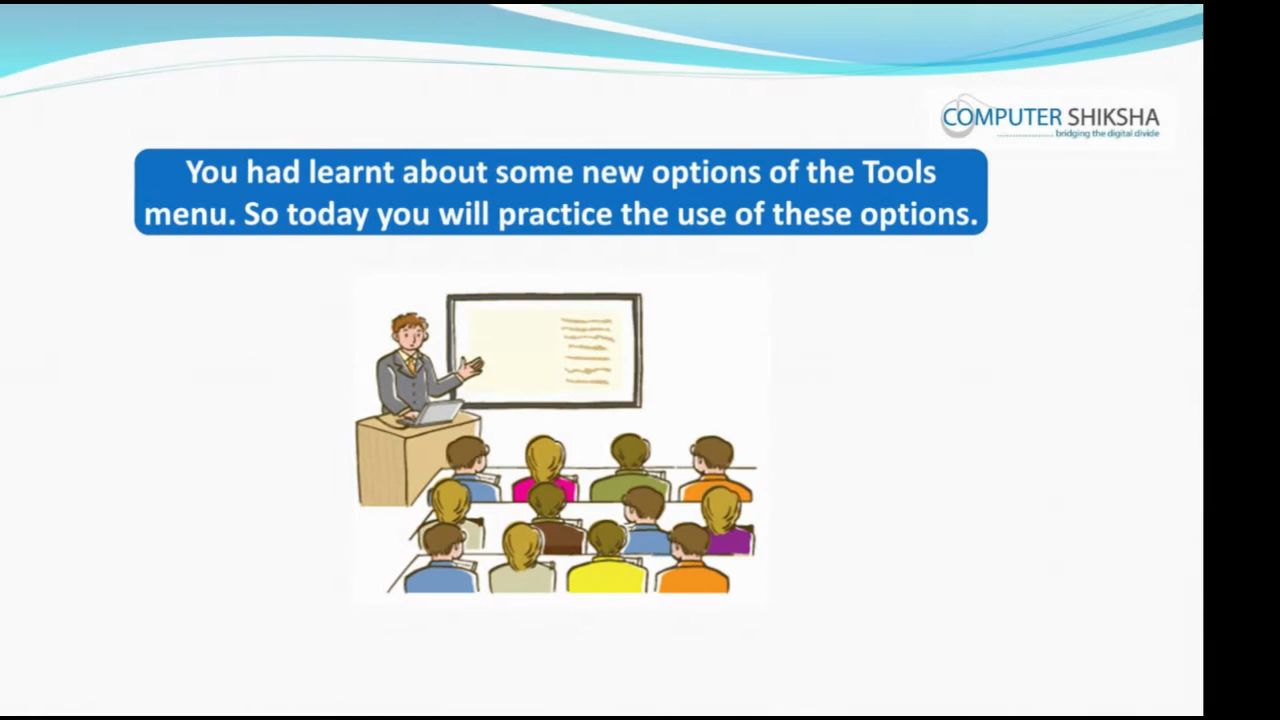 COMPUTER SHIKSHA
bridging the digital divide
You had learnt about some new options of the Tools
menu. So today you will practice the use of these options.